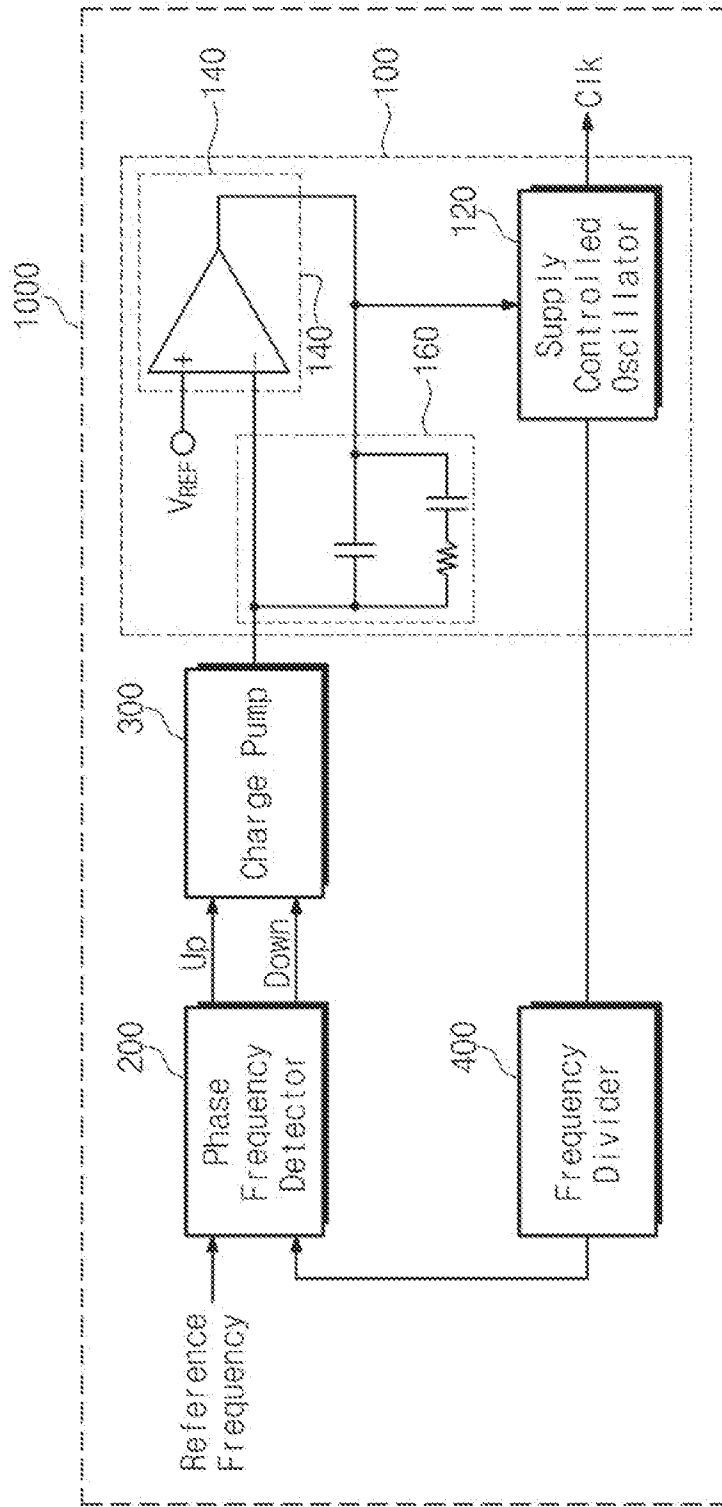 1000
140
100
V_REF
+
−
140
160
300
Charge Pump
Up
Down
200
Phase
Frequency
Detector
Reference
Frequency
120
Supply
Controlled
Oscillator
Clk
400
Frequency
Divider